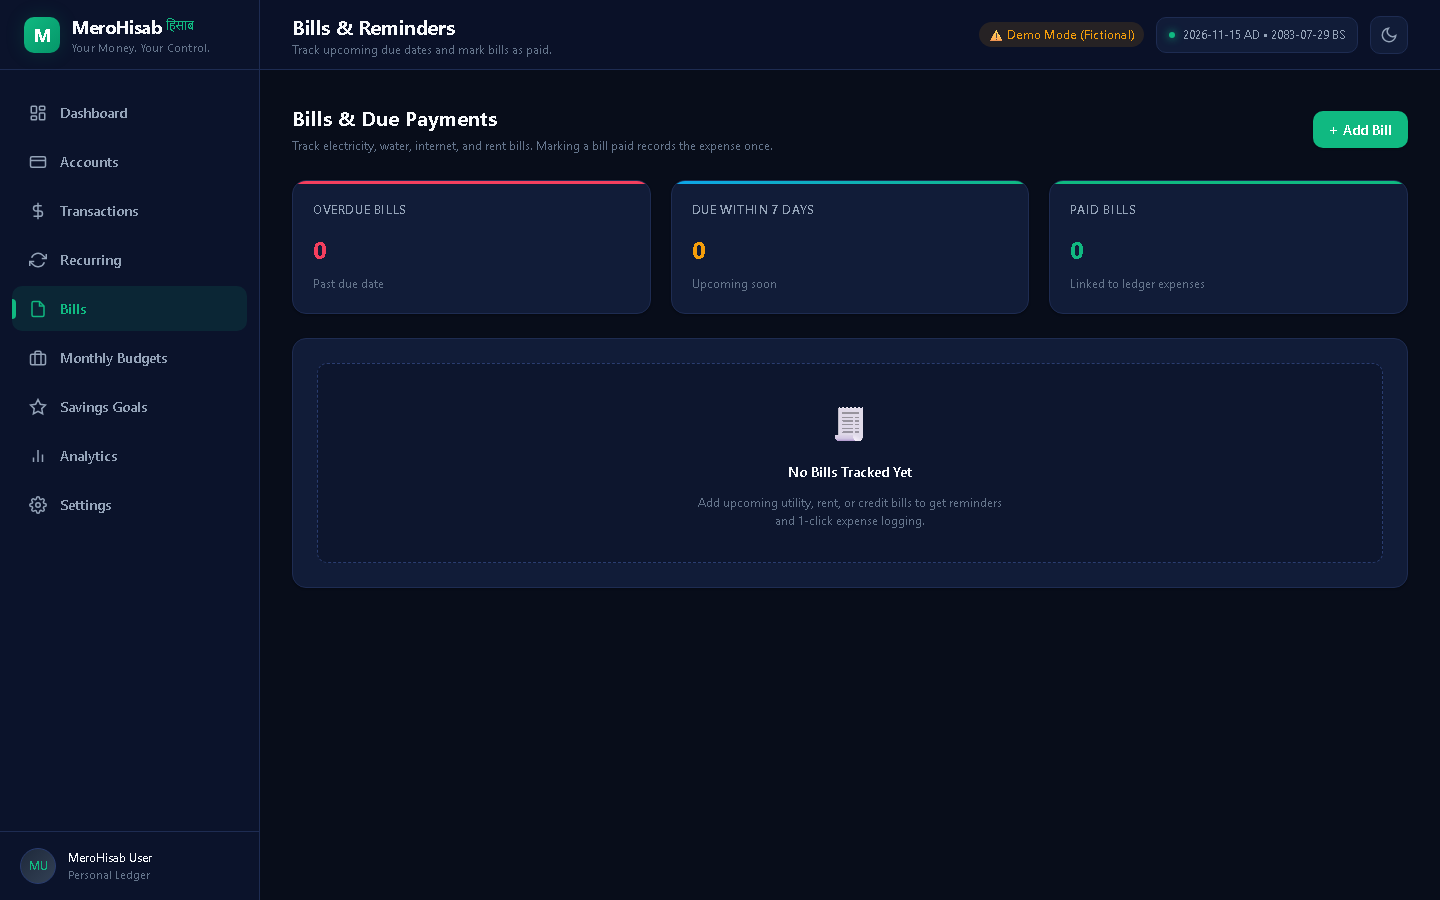 M
MeroHisab हिसाब
Your Money. Your Control.
Dashboard
Accounts
Transactions
Recurring
Bills
Monthly Budgets
Savings Goals
Analytics
Settings
MU
MeroHisab User
Personal Ledger
Bills & Reminders
Track upcoming due dates and mark bills as paid.
Demo Mode (Fictional)
2026-11-15 AD • 2083-07-29 BS
Bills & Due Payments
Track electricity, water, internet, and rent bills. Marking a bill paid records the expense once.
+ Add Bill
OVERDUE BILLS
0
Past due date
DUE WITHIN 7 DAYS
0
Upcoming soon
PAID BILLS
0
Linked to ledger expenses
No Bills Tracked Yet
Add upcoming utility, rent, or credit bills to get reminders
and 1-click expense logging.